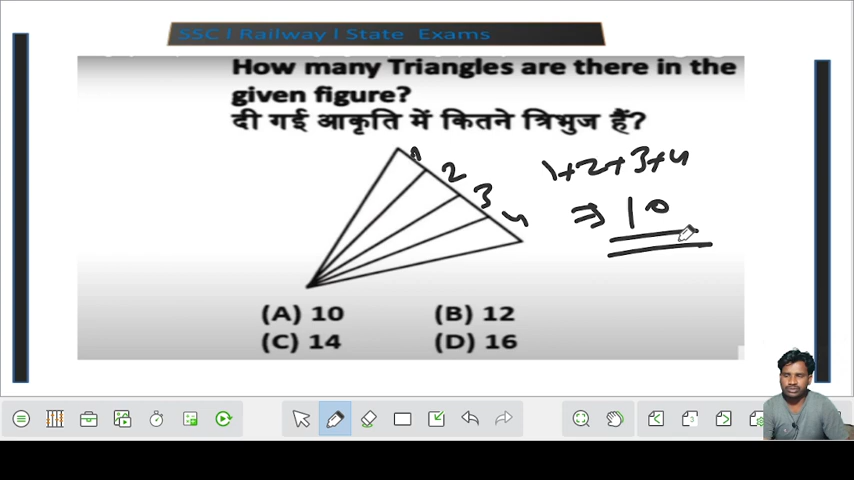 SSC l Railway l State Exams
How many Triangles are there in the
given figure?
दी गई आकृति में कितने त्रिभुज हैं?
1
2
3
4
1+2+3+4
⇒ 10
(A) 10 (B) 12
(C) 14 (D) 16